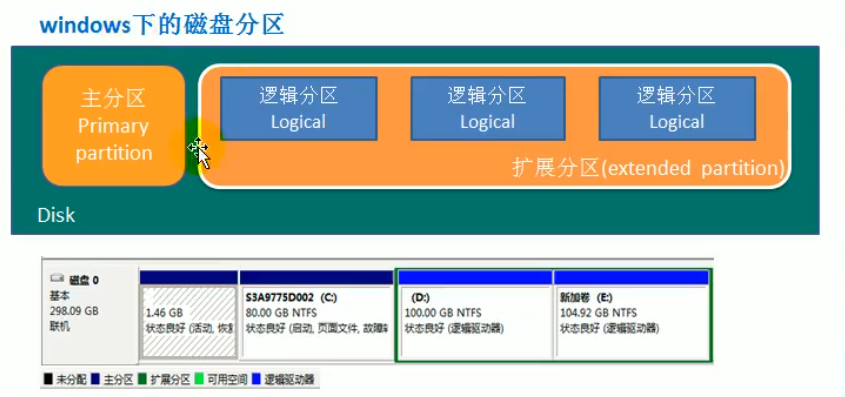 windows下的磁盘分区
主分区
Primary
partition
逻辑分区
Logical
逻辑分区
Logical
逻辑分区
Logical
扩展分区(extended partition)
Disk
磁盘 0
基本
298.09 GB
联机
1.46 GB
状态良好 (活动, 恢复
S3A9775D002 (C:)
80.00 GB NTFS
状态良好 (启动, 页面文件, 故障转
(D:)
100.00 GB NTFS
状态良好 (逻辑驱动器)
新加卷 (E:)
104.92 GB NTFS
状态良好 (逻辑驱动器)
未分配 主分区 扩展分区 可用空间 逻辑驱动器